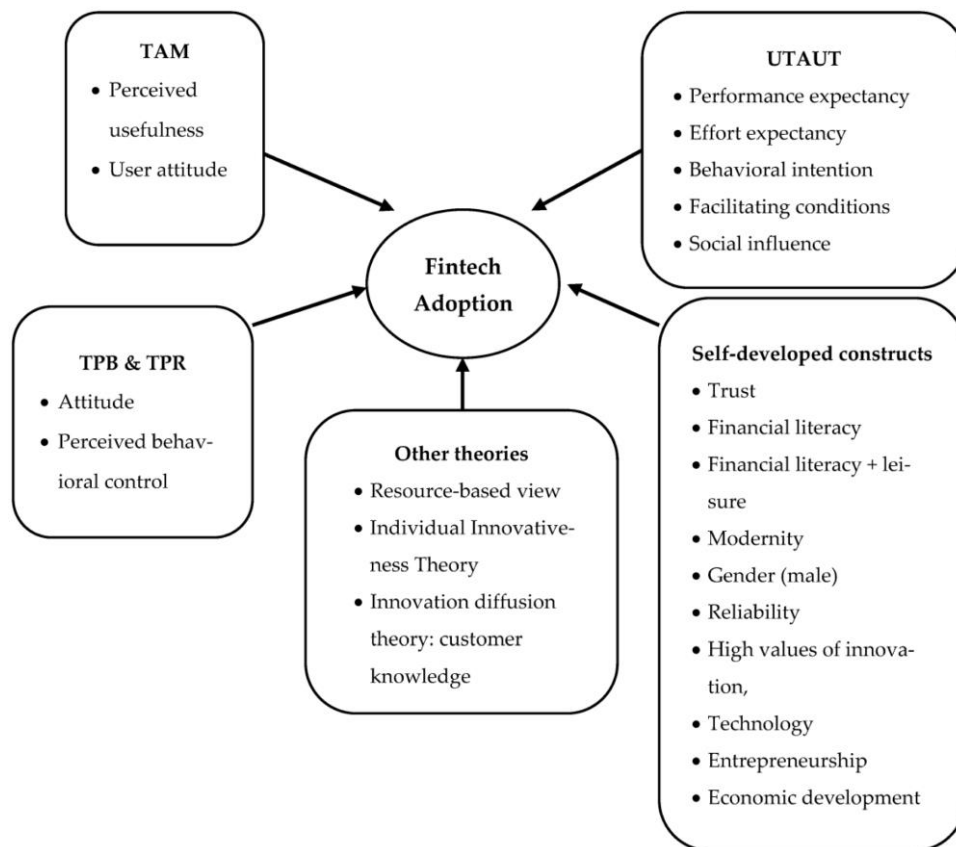 TAM
• Perceived
usefulness
• User attitude
UTAUT
• Performance expectancy
• Effort expectancy
• Behavioral intention
• Facilitating conditions
• Social influence
Fintech
Adoption
TPB & TPR
• Attitude
• Perceived behav-
ioral control
Other theories
• Resource-based view
• Individual Innovative-
ness Theory
• Innovation diffusion
theory: customer
knowledge
Self-developed constructs
• Trust
• Financial literacy
• Financial literacy + lei-
sure
• Modernity
• Gender (male)
• Reliability
• High values of innova-
tion,
• Technology
• Entrepreneurship
• Economic development